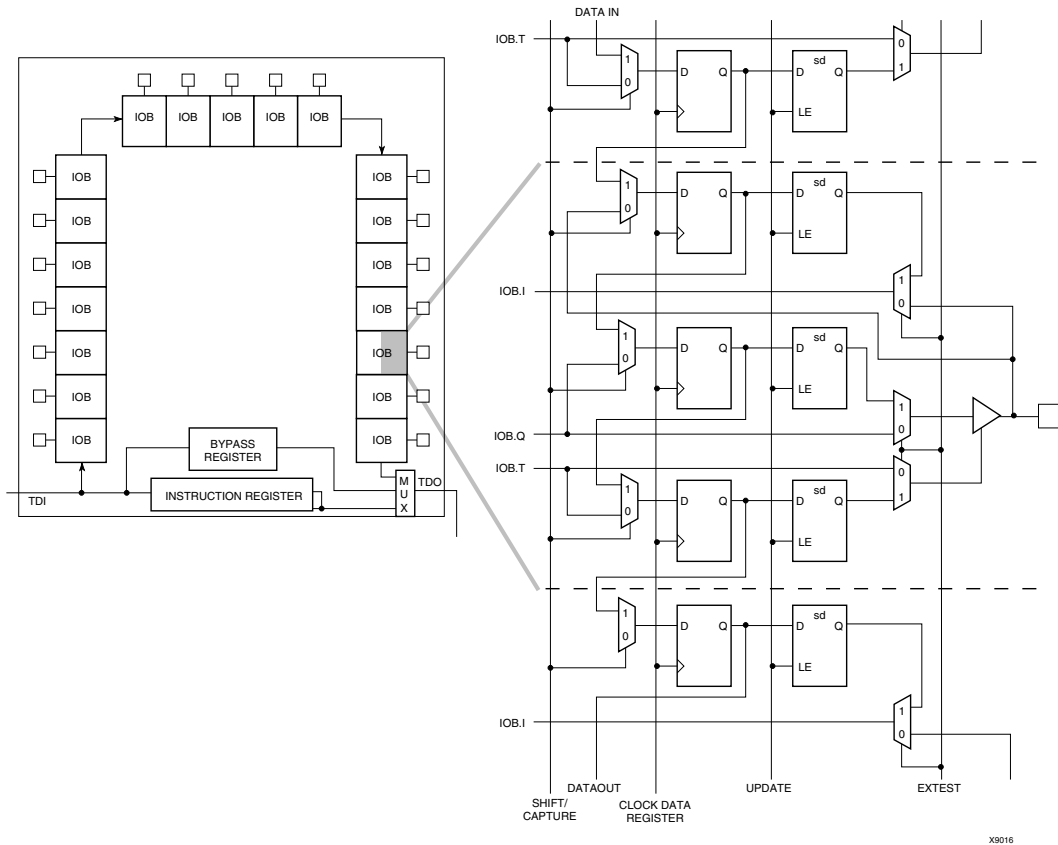 DATA IN
IOB.T
1
0
D Q
sd
D Q
LE
0
1
IOB IOB IOB IOB IOB
IOB
IOB
IOB
IOB
IOB
IOB
IOB
IOB
IOB
IOB
IOB
IOB
IOB
IOB
BYPASS
REGISTER
INSTRUCTION REGISTER
TDI
M
U
X
TDO
1
0
D Q
sd
D Q
LE
1
0
IOB.I
1
0
D Q
sd
D Q
LE
1
0
IOB.Q
IOB.T
0
1
1
0
D Q
sd
D Q
LE
1
0
D Q
sd
D Q
LE
1
0
IOB.I
SHIFT/
CAPTURE
DATAOUT
CLOCK DATA
REGISTER
UPDATE
EXTEST
X9016